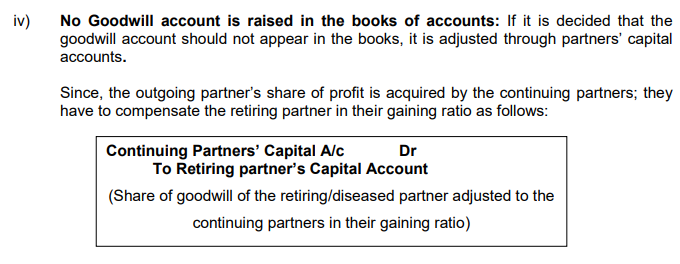 iv) No Goodwill account is raised in the books of accounts: If it is decided that the
goodwill account should not appear in the books, it is adjusted through partners' capital
accounts.
Since, the outgoing partner's share of profit is acquired by the continuing partners; they
have to compensate the retiring partner in their gaining ratio as follows:
Continuing Partners' Capital A/c Dr
To Retiring partner's Capital Account
(Share of goodwill of the retiring/diseased partner adjusted to the
continuing partners in their gaining ratio)